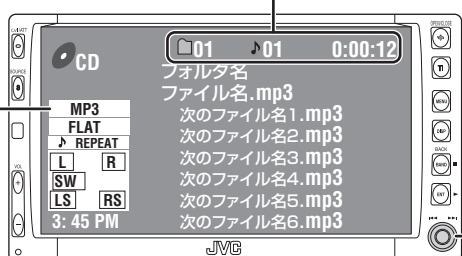 OPEN/CLOSE
ATT
SOURCE
VOL
CD
01 ♪01 0:00:12
フォルダ名
ファイル名.mp3
次のファイル名1.mp3
次のファイル名2.mp3
次のファイル名3.mp3
次のファイル名4.mp3
次のファイル名5.mp3
次のファイル名6.mp3
MP3
FLAT
♪ REPEAT
L R
SW
LS RS
3:45 PM
JVC
MENU
DISP
BACK
BAND
ENT